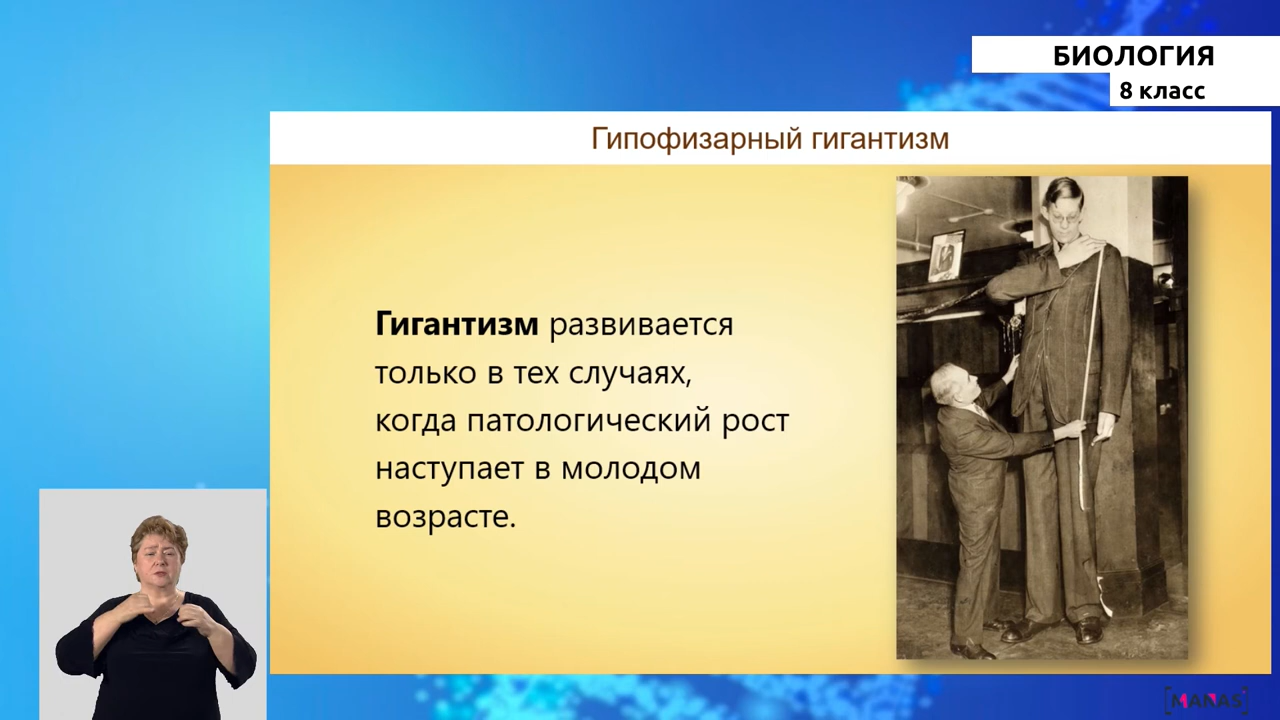 БИОЛОГИЯ
8 класс
Гипофизарный гигантизм
Гигантизм развивается
только в тех случаях,
когда патологический рост
наступает в молодом
возрасте.
MANAS